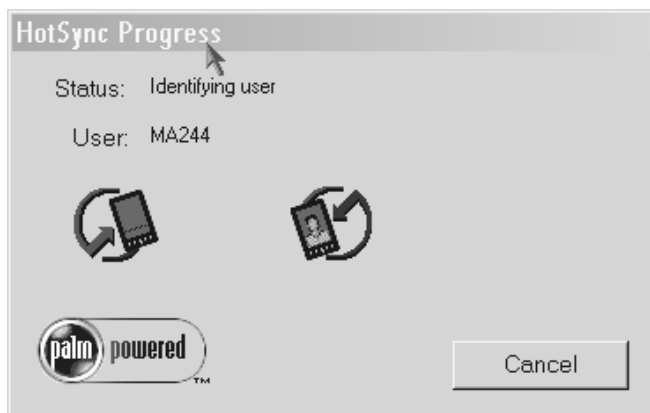 HotSync Progress
Status: Identifying user
User: MA244
palm powered
TM
Cancel